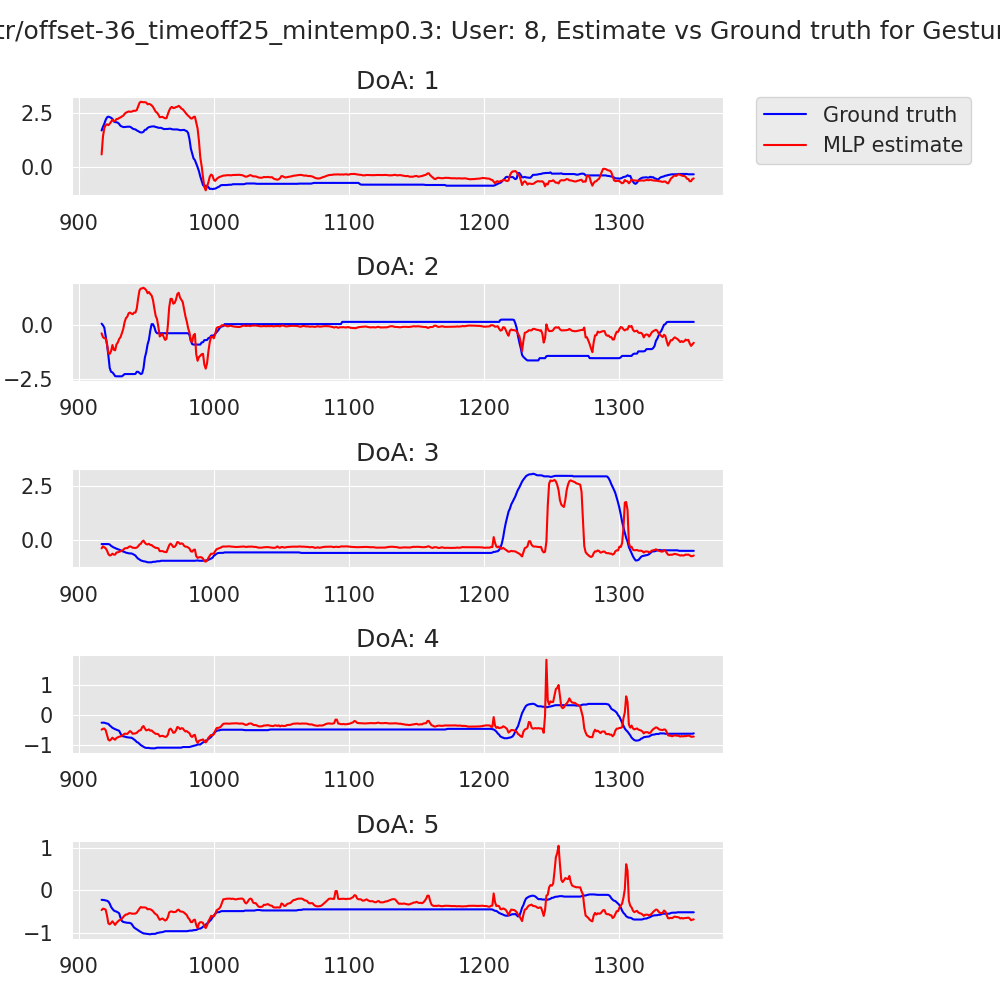 tr/offset-36_timeoff25_mintemp0.3: User: 8, Estimate vs Ground truth for Gestur
DoA: 1
Ground truth
MLP estimate
2.5
0.0
900 1000 1100 1200 1300
DoA: 2
0.0
−2.5
900 1000 1100 1200 1300
DoA: 3
2.5
0.0
900 1000 1100 1200 1300
DoA: 4
1
0
−1
900 1000 1100 1200 1300
DoA: 5
1
0
−1
900 1000 1100 1200 1300